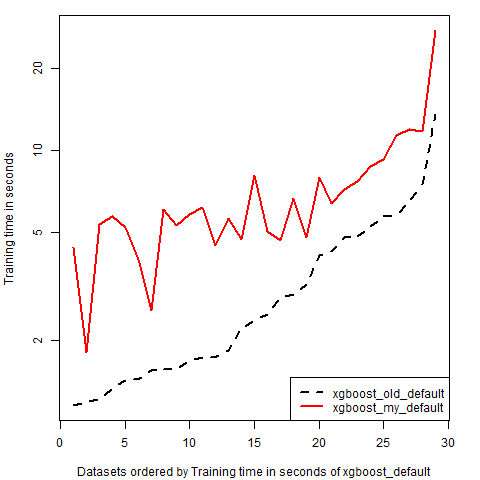 Training time in seconds
20
10
5
2
xgboost_old_default
xgboost_my_default
0 5 10 15 20 25 30
Datasets ordered by Training time in seconds of xgboost_default